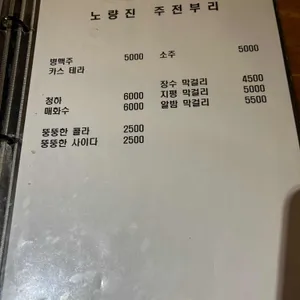 노량진 주전부리
병맥주 5000
카스 테라
소주 5000
청하 6000
매화수 6000
장수 막걸리 4500
지평 막걸리 5000
알밤 막걸리 5500
뚱뚱한 콜라 2500
뚱뚱한 사이다 2500